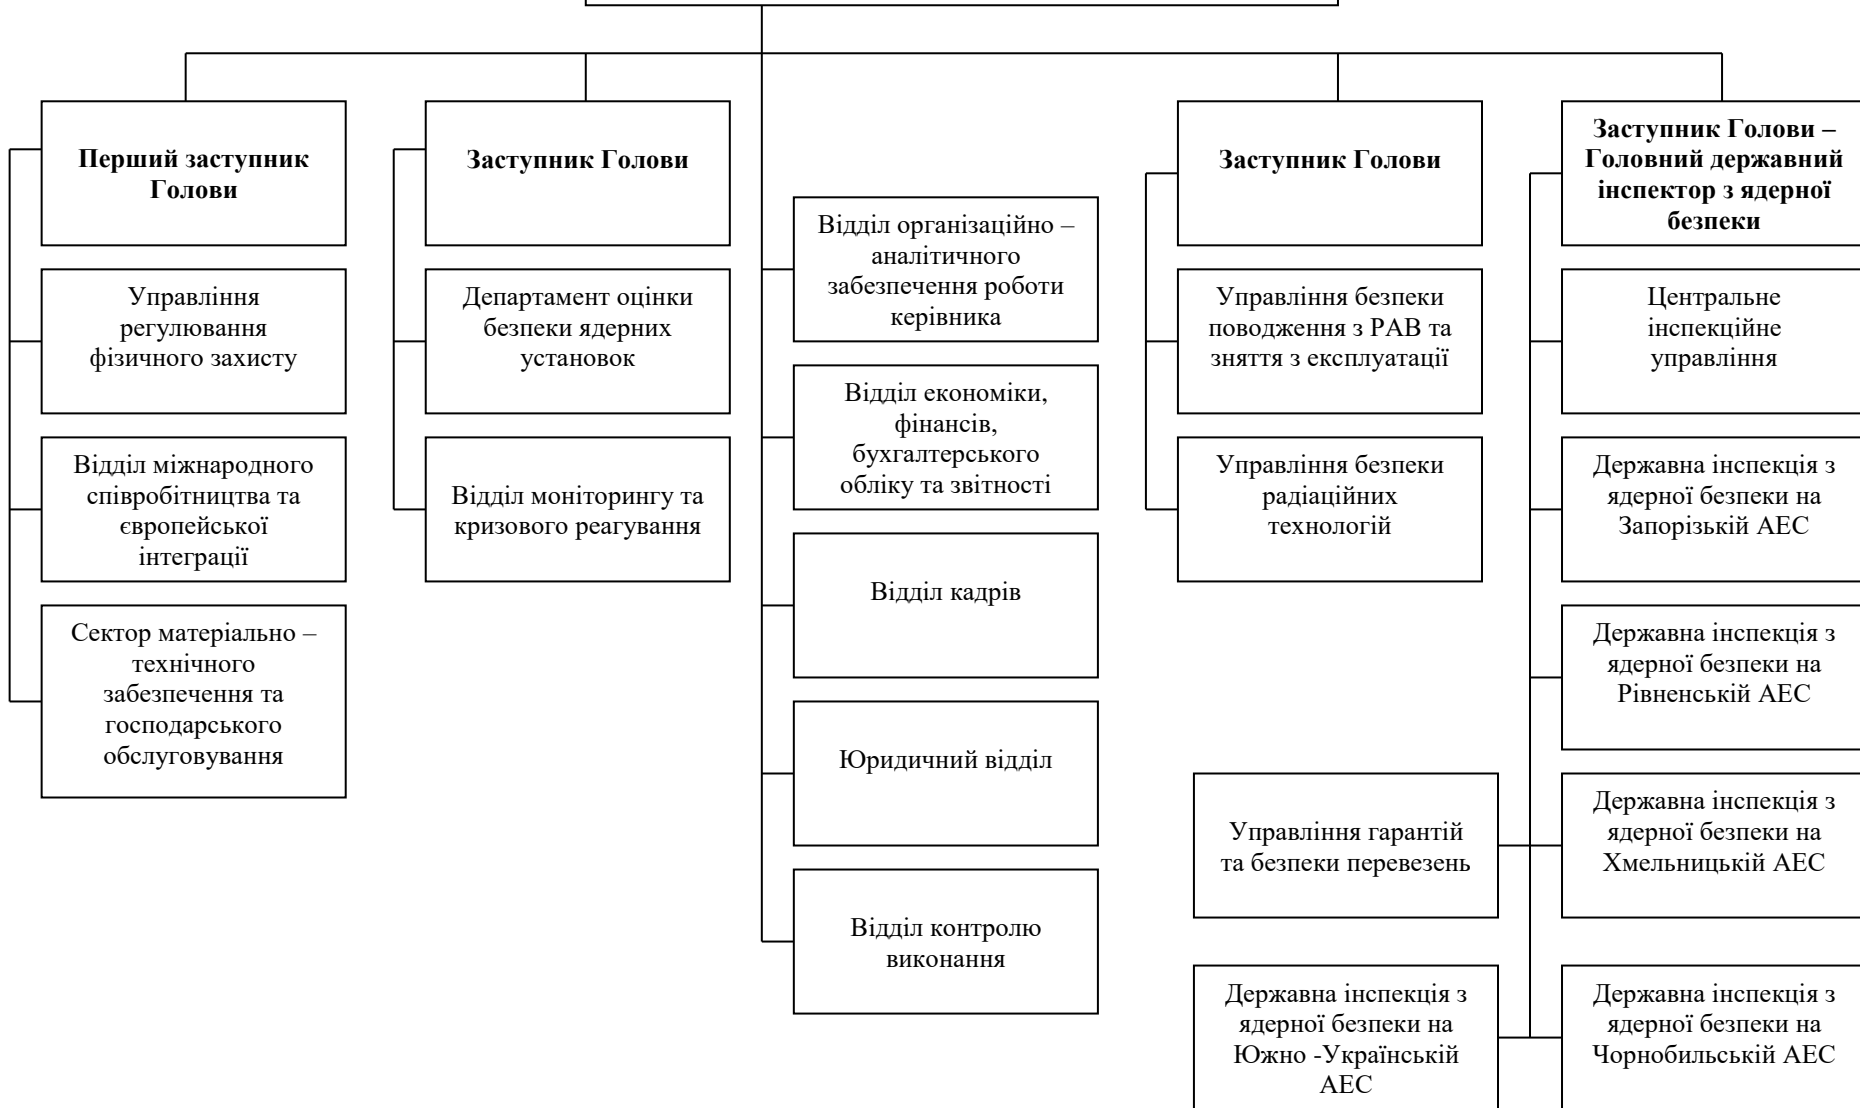 Перший заступник
Голови
Управління
регулювання
фізичного захисту
Відділ міжнародного
співробітництва та
європейської
інтеграції
Сектор матеріально –
технічного
забезпечення та
господарського
обслуговування
Заступник Голови
Департамент оцінки
безпеки ядерних
установок
Відділ моніторингу та
кризового реагування
Відділ організаційно –
аналітичного
забезпечення роботи
керівника
Відділ економіки,
фінансів,
бухгалтерського
обліку та звітності
Відділ кадрів
Юридичний відділ
Відділ контролю
виконання
Заступник Голови
Управління безпеки
поводження з РАВ та
зняття з експлуатації
Управління безпеки
радіаційних
технологій
Заступник Голови –
Головний державний
інспектор з ядерної
безпеки
Центральне
інспекційне
управління
Державна інспекція з
ядерної безпеки на
Запорізькій АЕС
Державна інспекція з
ядерної безпеки на
Рівненській АЕС
Управління гарантій
та безпеки перевезень
Державна інспекція з
ядерної безпеки на
Хмельницькій АЕС
Державна інспекція з
ядерної безпеки на
Южно -Українській
АЕС
Державна інспекція з
ядерної безпеки на
Чорнобильській АЕС